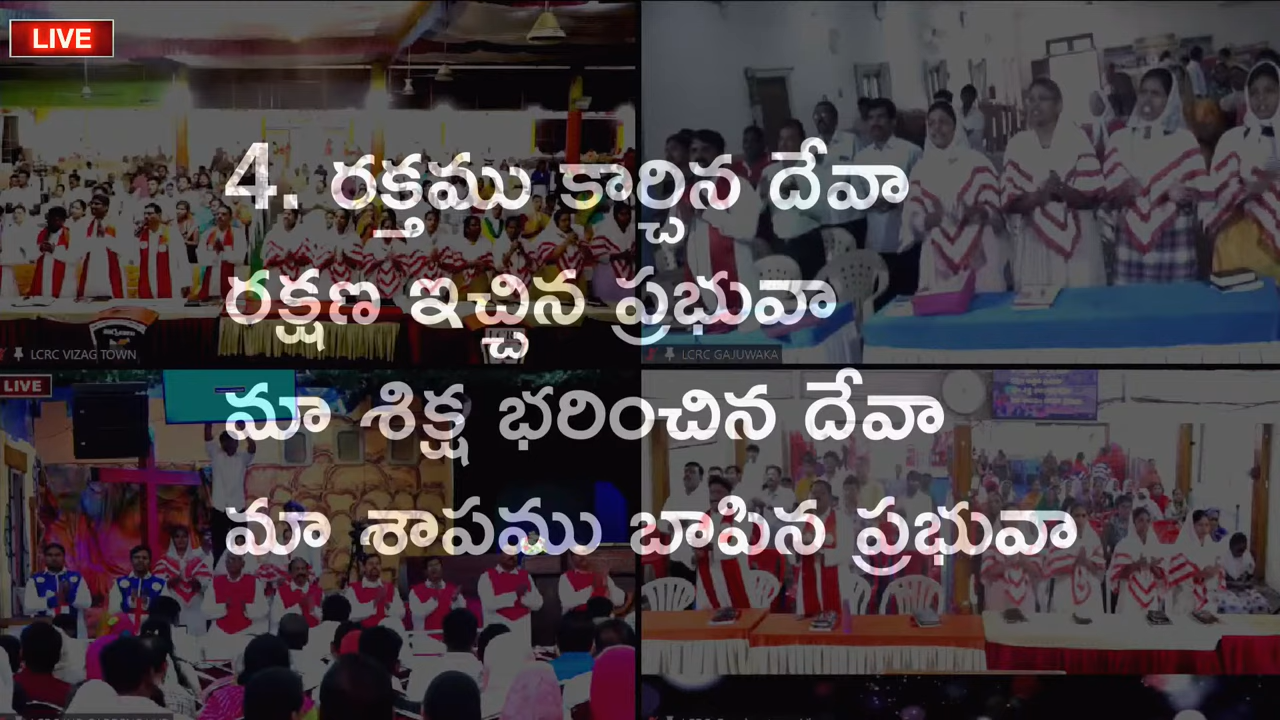 LIVE
4. రక్తము కార్చిన దేవా
రక్షణ ఇచ్చిన ప్రభువా
LCRC VIZAG TOWN
LCRC GAJUWAKA
LIVE
మా శిక్ష భరించిన దేవా
మా శాపము బాపిన ప్రభువా